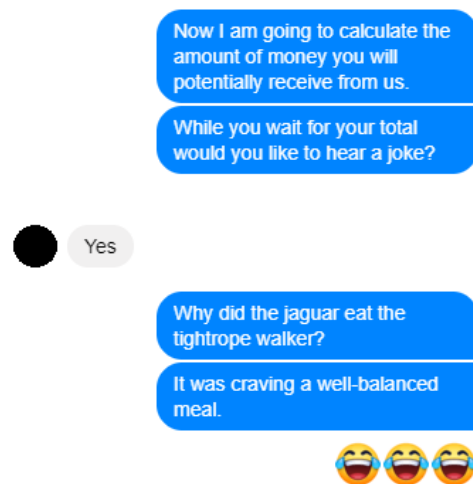 Now I am going to calculate the
amount of money you will
potentially receive from us.
While you wait for your total
would you like to hear a joke?
Yes
Why did the jaguar eat the
tightrope walker?
It was craving a well-balanced
meal.
😂😂😂